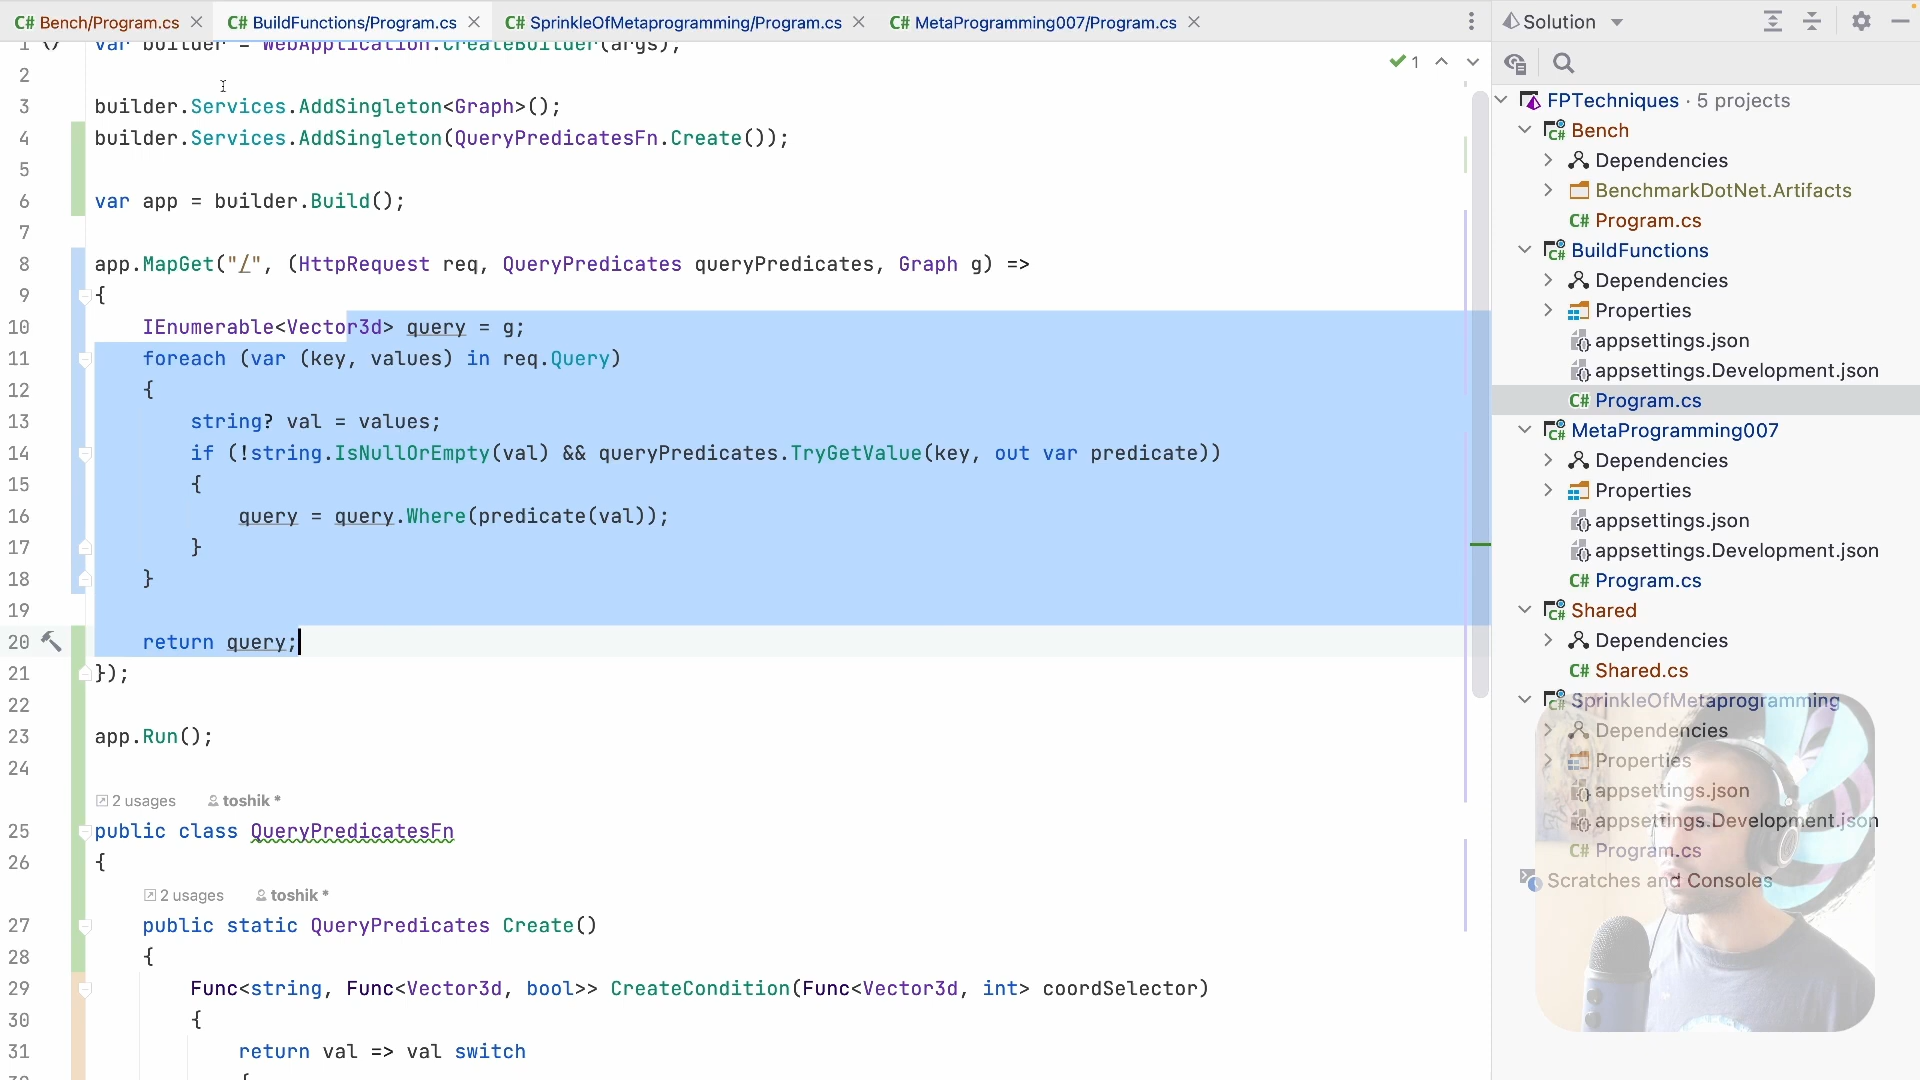 C# Bench/Program.cs
C# BuildFunctions/Program.cs
C# SprinkleOfMetaprogramming/Program.cs
C# MetaProgramming007/Program.cs
1 var builder = WebApplication.CreateBuilder(args);
2
3 builder.Services.AddSingleton<Graph>();
4 builder.Services.AddSingleton(QueryPredicatesFn.Create());
5
6 var app = builder.Build();
7
8 app.MapGet("/", (HttpRequest req, QueryPredicates queryPredicates, Graph g) =>
9 {
10 IEnumerable<Vector3d> query = g;
11 foreach (var (key, values) in req.Query)
12 {
13 string? val = values;
14 if (!string.IsNullOrEmpty(val) && queryPredicates.TryGetValue(key, out var predicate))
15 {
16 query = query.Where(predicate(val));
17 }
18 }
19
20 return query;
21 });
22
23 app.Run();
24
2 usages toshik *
25 public class QueryPredicatesFn
26 {
2 usages toshik *
27 public static QueryPredicates Create()
28 {
29 Func<string, Func<Vector3d, bool>> CreateCondition(Func<Vector3d, int> coordSelector)
30 {
31 return val => val switch
{
1
Solution
FPTechniques · 5 projects
C# Bench
Dependencies
BenchmarkDotNet.Artifacts
C# Program.cs
C# BuildFunctions
Dependencies
Properties
appsettings.json
appsettings.Development.json
C# Program.cs
C# MetaProgramming007
Dependencies
Properties
appsettings.json
appsettings.Development.json
C# Program.cs
C# Shared
Dependencies
C# Shared.cs
C# SprinkleOfMetaprogramming
Dependencies
Properties
appsettings.json
appsettings.Development.json
C# Program.cs
Scratches and Consoles